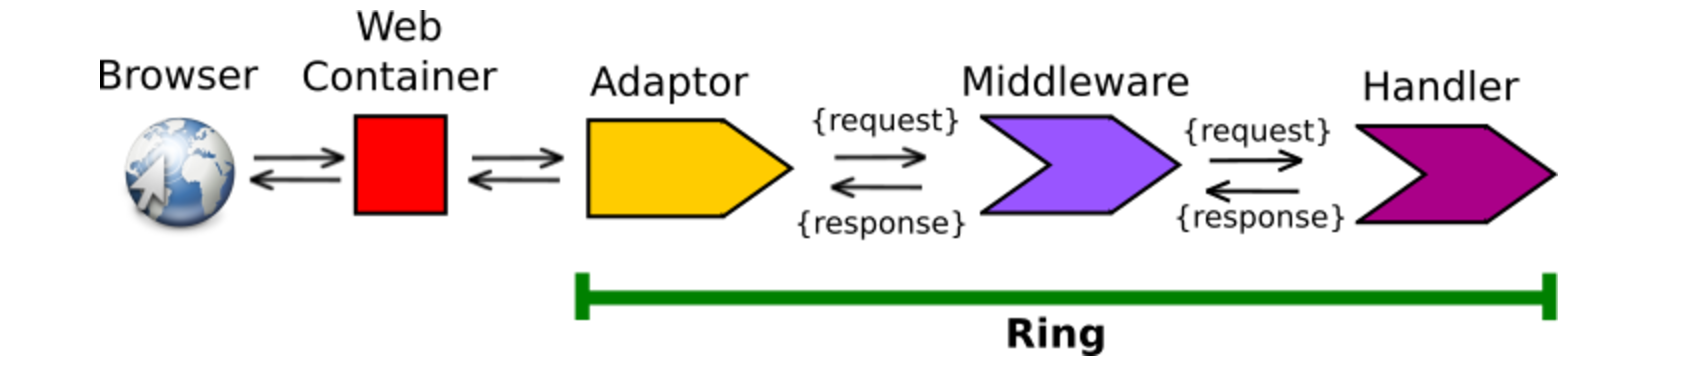 Browser
Web
Container
Adaptor
{request}
{response}
Middleware
{request}
{response}
Handler
Ring